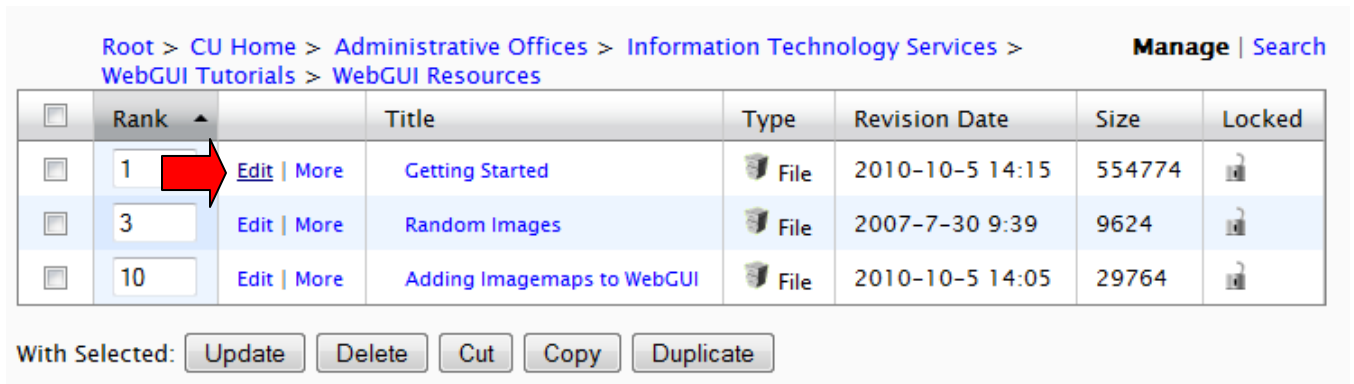 Root > CU Home > Administrative Offices > Information Technology Services > Manage | Search
WebGUI Tutorials > WebGUI Resources
Rank Title Type Revision Date Size Locked
1 Edit | More Getting Started File 2010-10-5 14:15 554774
3 Edit | More Random Images File 2007-7-30 9:39 9624
10 Edit | More Adding Imagemaps to WebGUI File 2010-10-5 14:05 29764
With Selected: Update Delete Cut Copy Duplicate